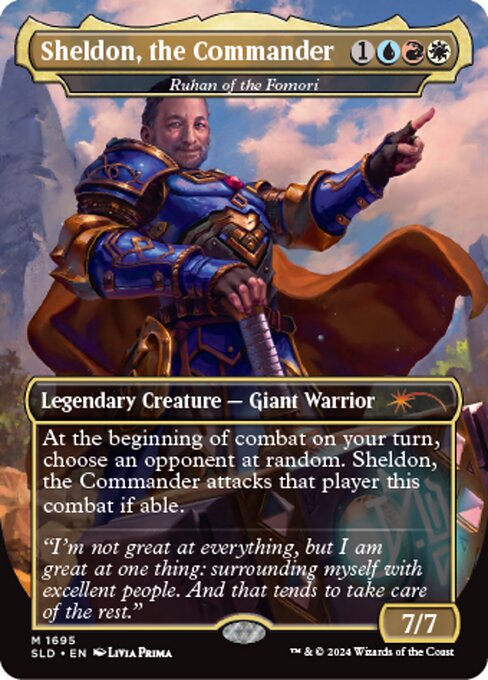 Sheldon, the Commander 1
Ruhan of the Fomori
Legendary Creature — Giant Warrior
At the beginning of combat on your turn,
choose an opponent at random. Sheldon,
the Commander attacks that player this
combat if able.
"I'm not great at everything, but I am
great at one thing: surrounding myself with
excellent people. And that tends to take care
of the rest."
7/7
M 1695
SLD • EN LIVIA PRIMA
™ & © 2024 Wizards of the Coast